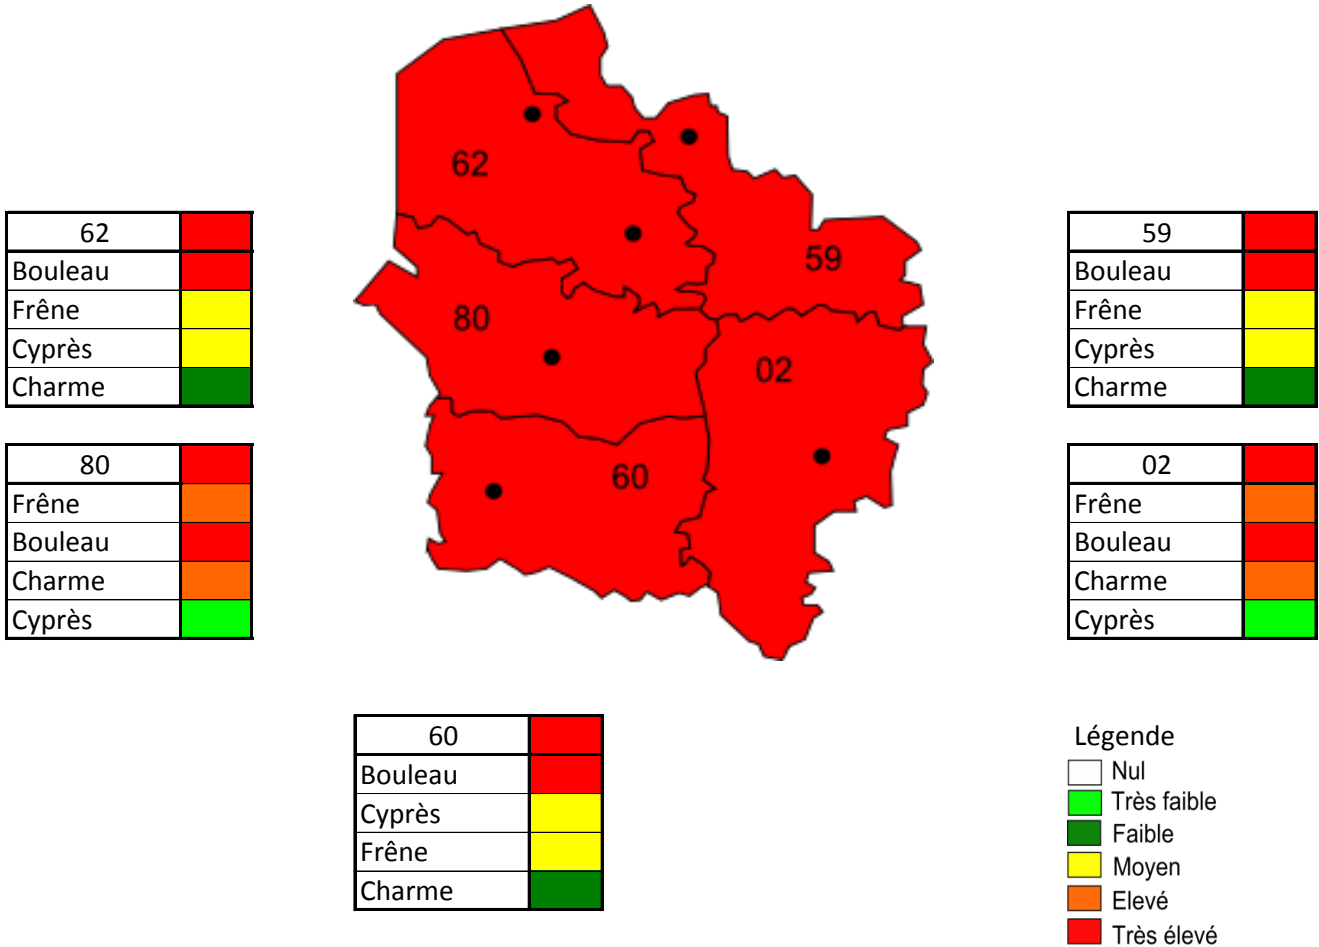 62
59
80
02
60
62
Bouleau
Frêne
Cyprès
Charme
59
Bouleau
Frêne
Cyprès
Charme
80
Frêne
Bouleau
Charme
Cyprès
02
Frêne
Bouleau
Charme
Cyprès
60
Bouleau
Cyprès
Frêne
Charme
Légende
Nul
Très faible
Faible
Moyen
Elevé
Très élevé